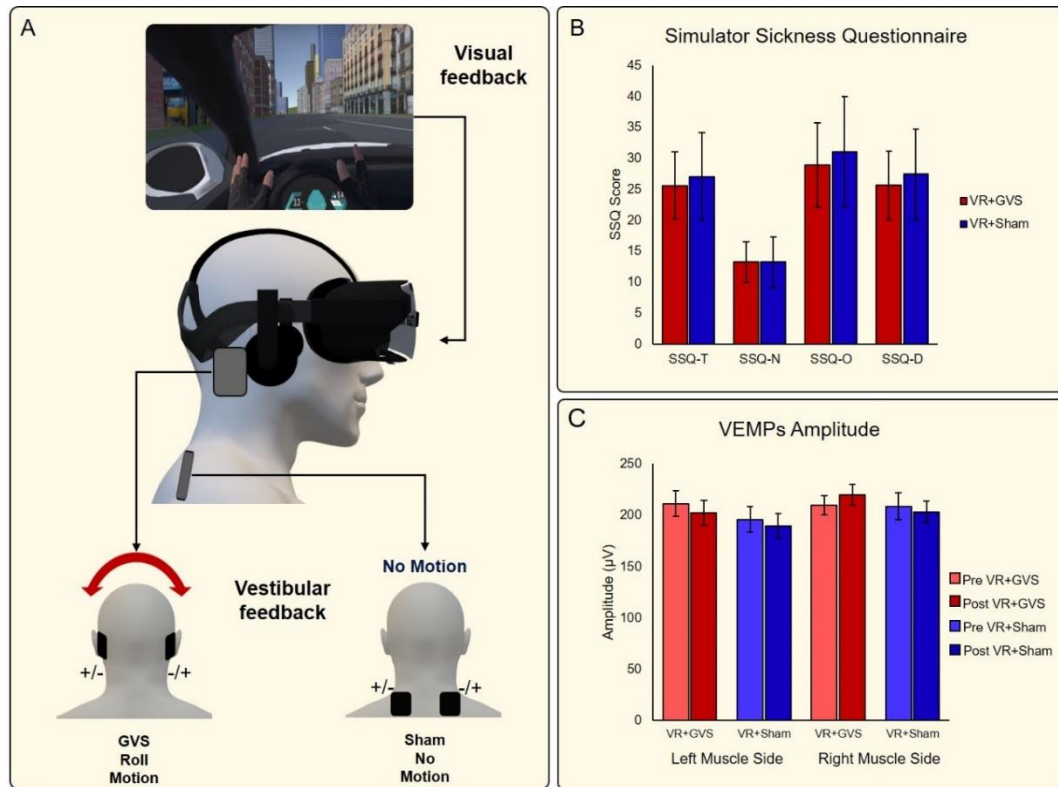 A
Visual
feedback
Vestibular
feedback
No Motion
+/-
-/+
+/-
-/+
GVS
Roll
Motion
Sham
No
Motion
B
Simulator Sickness Questionnaire
SSQ Score
45
40
35
30
25
20
15
10
5
0
SSQ-T
SSQ-N
SSQ-O
SSQ-D
VR+GVS
VR+Sham
C
VEMPs Amplitude
Amplitude (µV)
250
200
150
100
50
0
VR+GVS
VR+Sham
VR+GVS
VR+Sham
Left Muscle Side
Right Muscle Side
Pre VR+GVS
Post VR+GVS
Pre VR+Sham
Post VR+Sham